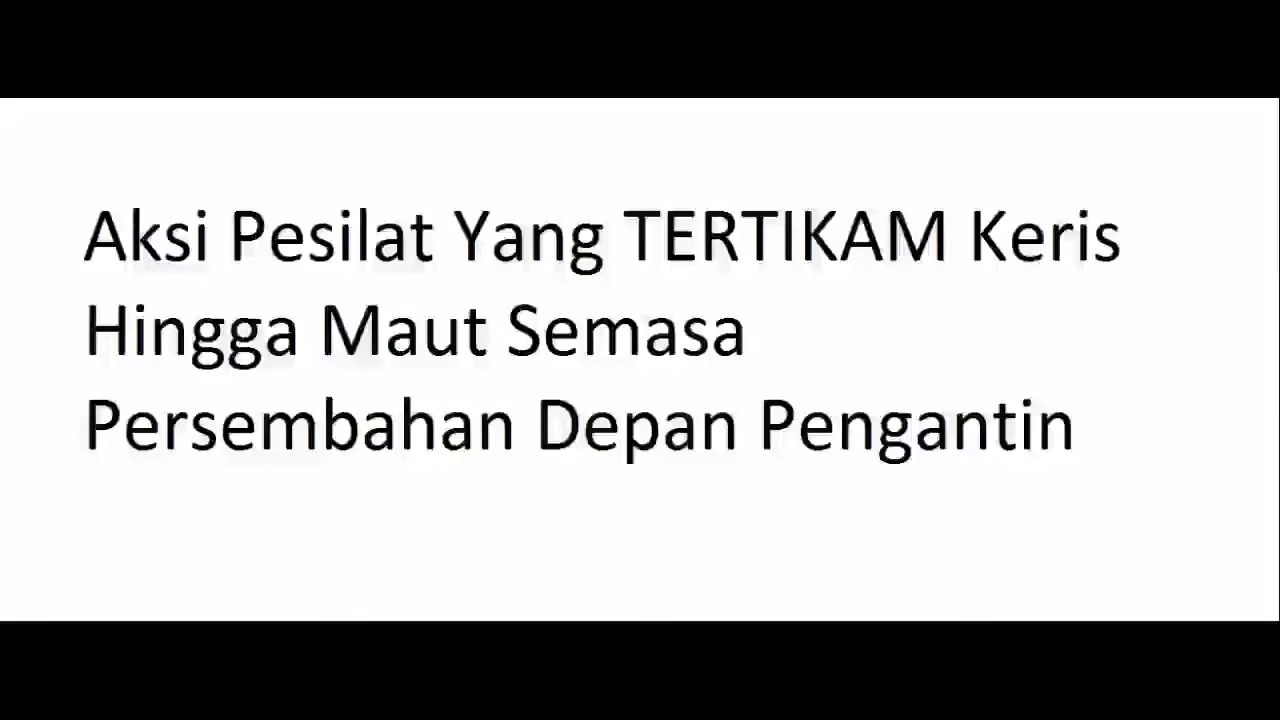 Aksi Pesilat Yang TERTIKAM Keris
Hingga Maut Semasa
Persembahan Depan Pengantin